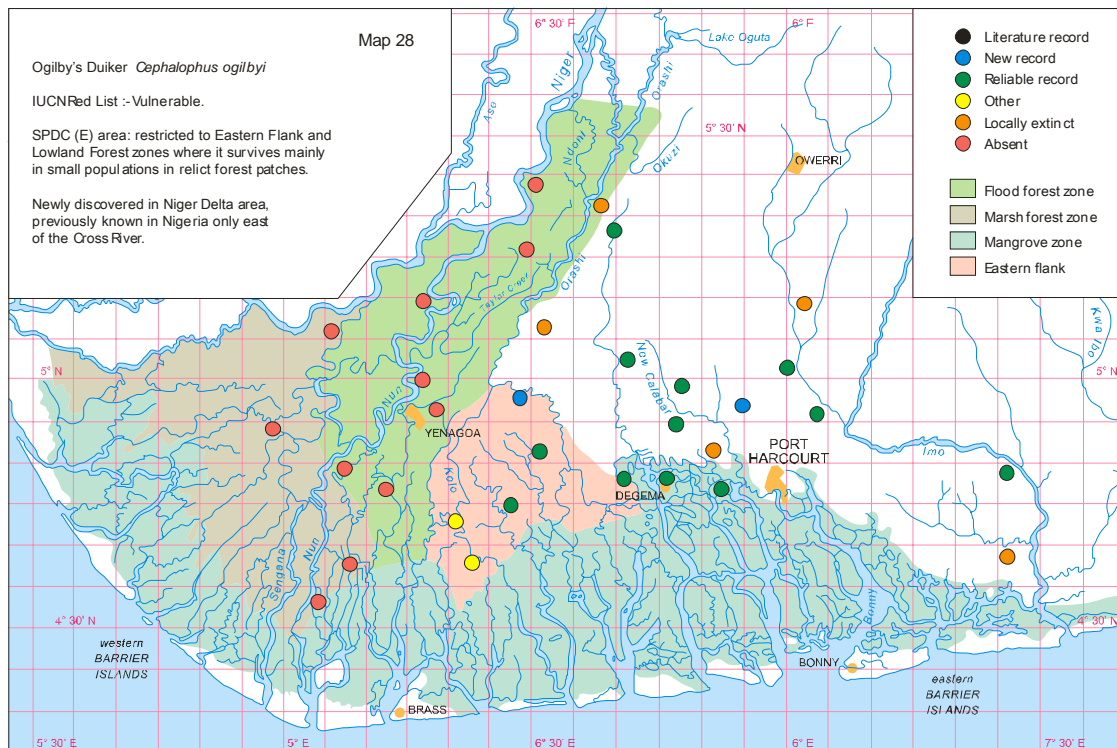 6° 30' F
6° F
Map 28
Ogilby's Duiker Cephalophus ogilbyi
IUCN Red List :- Vulnerable.
SPDC (E) area: restricted to Eastern Flank and
Lowland Forest zones where it survives mainly
in small populations in relict forest patches.
Newly discovered in Niger Delta area,
previously known in Nigeria only east
of the Cross River.
Literature record
New record
Reliable record
Other
Locally extinct
Absent
Flood forest zone
Marsh forest zone
Mangrove zone
Eastern flank
Lake Oguta
Niger
Orashi
Ase
5° 30' N
Ndoni
Okuzi
OWERRI
Orashi
Taylor Creek
Kwa Ibo
New Calabar
5° N
5° N
Nun
YENAGOA
PORT
HARCOURT
Imo
Kolo
DEGEMA
Sengana
Nun
Bonny
4° 30' N
4° 30' N
western
BARRIER
ISLANDS
BONNY
eastern
BARRIER
ISLANDS
BRASS
5° 30' E
5° E
6° 30' E
6° E
7° 30' E